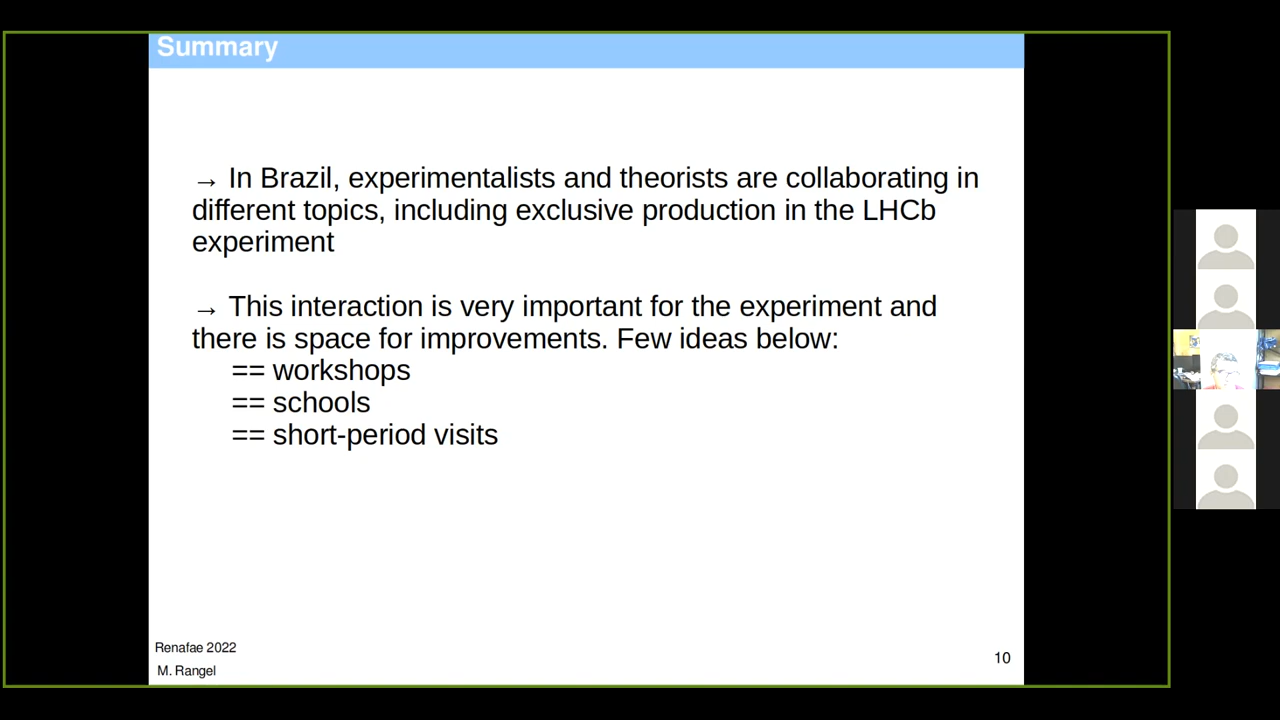 Summary
→ In Brazil, experimentalists and theorists are collaborating in
different topics, including exclusive production in the LHCb
experiment
→ This interaction is very important for the experiment and
there is space for improvements. Few ideas below:
== workshops
== schools
== short-period visits
Renafae 2022
M. Rangel
10